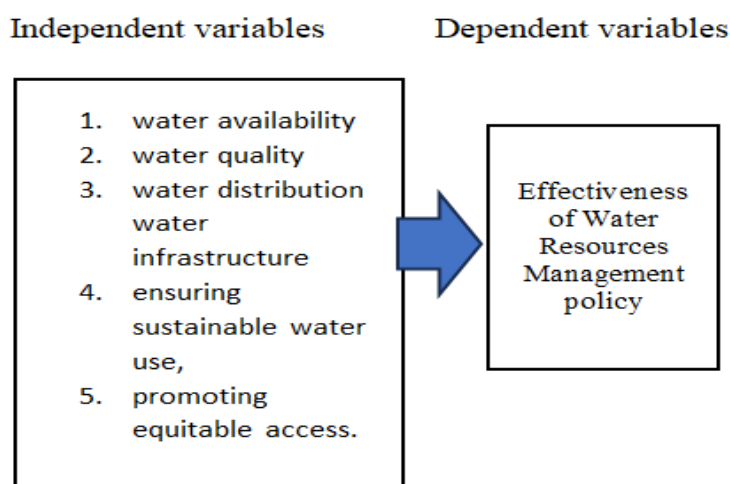 Independent variables
Dependent variables
1. water availability
2. water quality
3. water distribution
water
infrastructure
4. ensuring
sustainable water
use,
5. promoting
equitable access.
Effectiveness
of Water
Resources
Management
policy